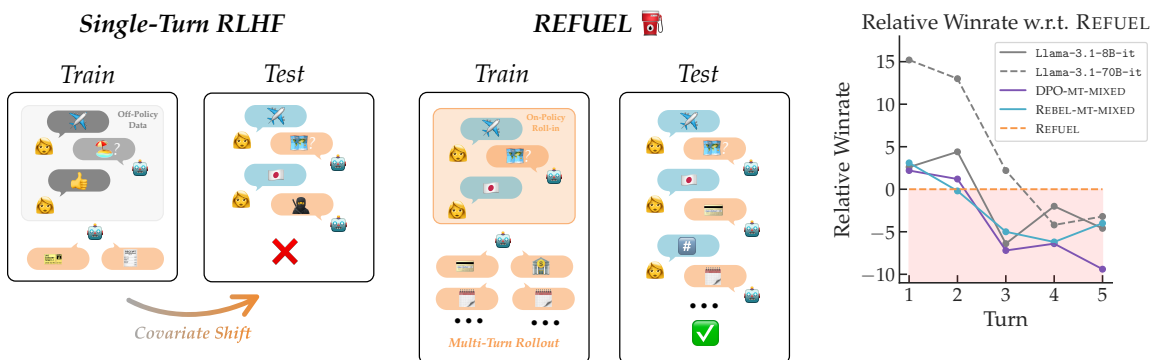 Single-Turn RLHF
Train
Test
Off-Policy
Data
?
?
Covariate Shift
REFUEL
Train
Test
On-Policy
Roll-in
?
?
#
Multi-Turn Rollout
Relative Winrate w.r.t. REFUEL
Llama-3.1-8B-it
Llama-3.1-70B-it
DPO-MT-MIXED
REBEL-MT-MIXED
REFUEL
Relative Winrate
15
10
5
0
−5
−10
1 2 3 4 5
Turn